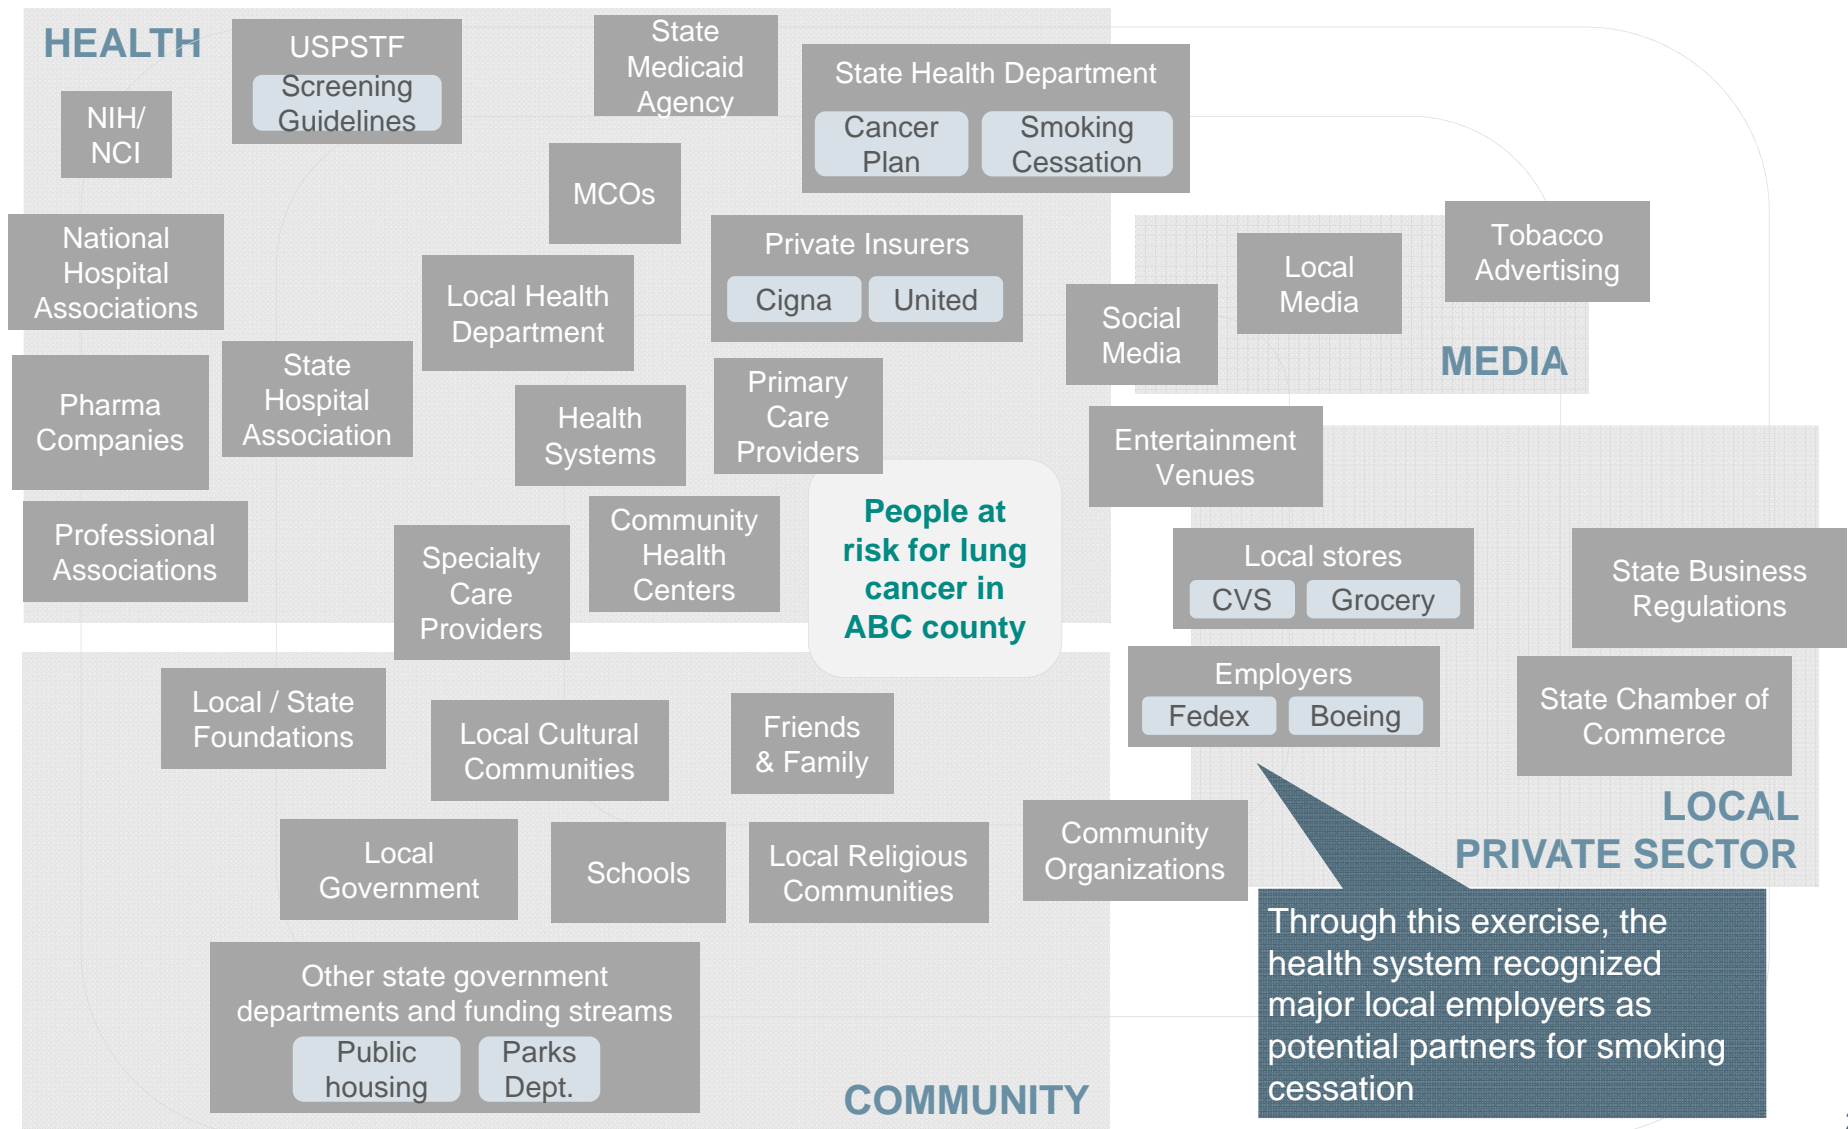 HEALTH
USPSTF
Screening
Guidelines
State
Medicaid
Agency
State Health Department
Cancer
Plan
Smoking
Cessation
NIH/
NCI
MCOs
National
Hospital
Associations
Local Health
Department
Private Insurers
Cigna
United
Social
Media
Local
Media
Tobacco
Advertising
MEDIA
Pharma
Companies
State
Hospital
Association
Health
Systems
Primary
Care
Providers
Entertainment
Venues
Professional
Associations
Specialty
Care
Providers
Community
Health
Centers
People at
risk for lung
cancer in
ABC county
Local stores
CVS
Grocery
State Business
Regulations
Employers
Fedex
Boeing
State Chamber of
Commerce
LOCAL
PRIVATE SECTOR
Local / State
Foundations
Local Cultural
Communities
Friends
& Family
Local
Government
Schools
Local Religious
Communities
Community
Organizations
Other state government
departments and funding streams
Public
housing
Parks
Dept.
COMMUNITY
Through this exercise, the
health system recognized
major local employers as
potential partners for smoking
cessation